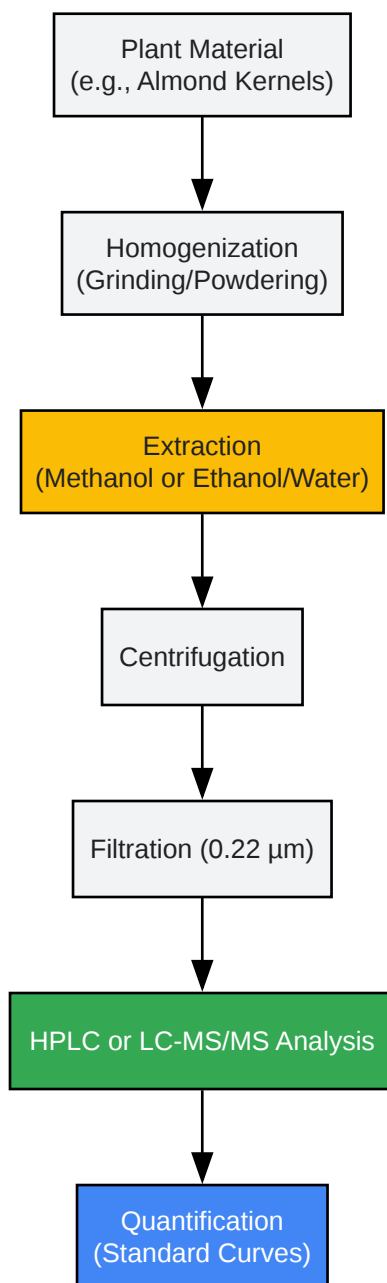 Plant Material
(e.g., Almond Kernels)
Homogenization
(Grinding/Powdering)
Extraction
(Methanol or Ethanol/Water)
Centrifugation
Filtration (0.22 µm)
HPLC or LC-MS/MS Analysis
Quantification
(Standard Curves)